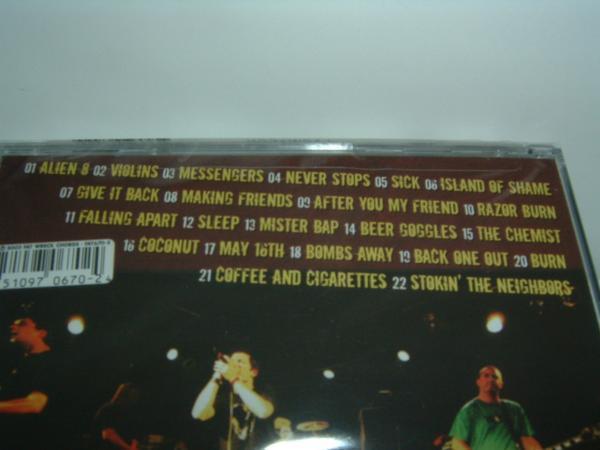 01 ALIEN 8 02 VIOLINS 03 MESSENGERS 04 NEVER STOPS 05 SICK 06 ISLAND OF SHAME
07 GIVE IT BACK 08 MAKING FRIENDS 09 AFTER YOU MY FRIEND 10 RAZOR BURN
11 FALLING APART 12 SLEEP 13 MISTER BAP 14 BEER GOGGLES 15 THE CHEMIST
16 COCONUT 17 MAY 16TH 18 BOMBS AWAY 19 BACK ONE OUT 20 BURN
21 COFFEE AND CIGARETTES 22 STOKIN' THE NEIGHBORS
51097 0670-24